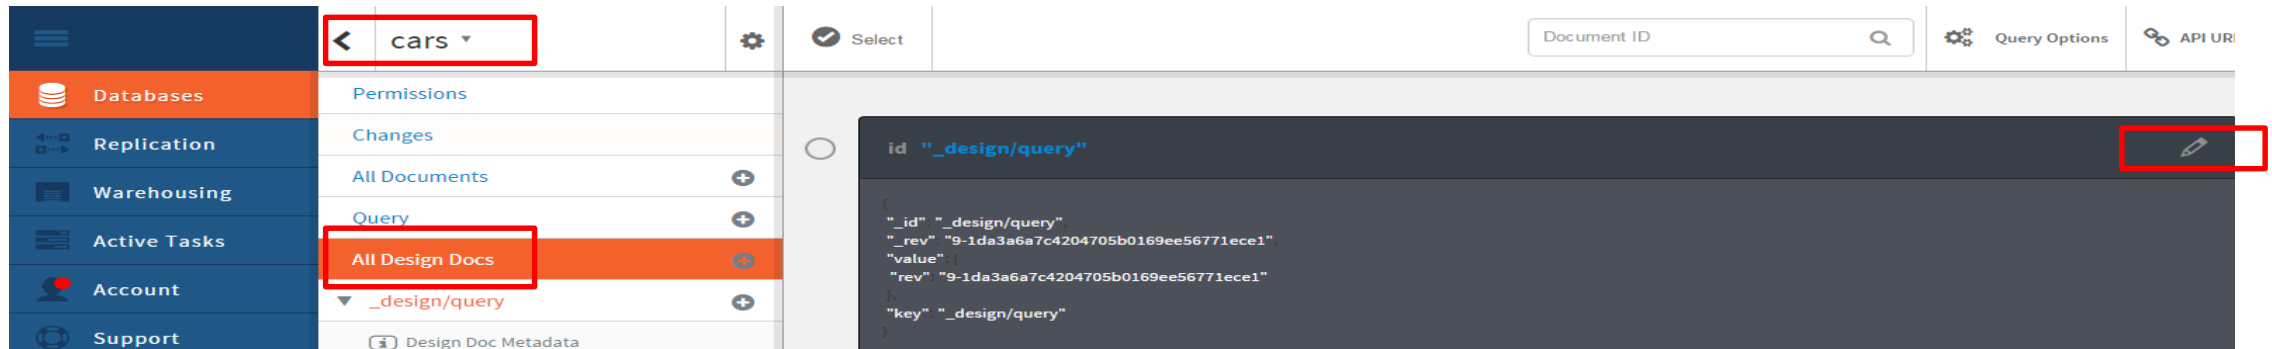 cars
Select
Document ID
Query Options
API UR
Databases
Replication
Warehousing
Active Tasks
Account
Support
Permissions
Changes
All Documents
Query
All Design Docs
_design/query
Design Doc Metadata
id "_design/query"
{
"_id": "_design/query",
"_rev": "9-1da3a6a7c4204705b0169ee56771ece1",
"value": {
"rev": "9-1da3a6a7c4204705b0169ee56771ece1"
},
"key": "_design/query"
}